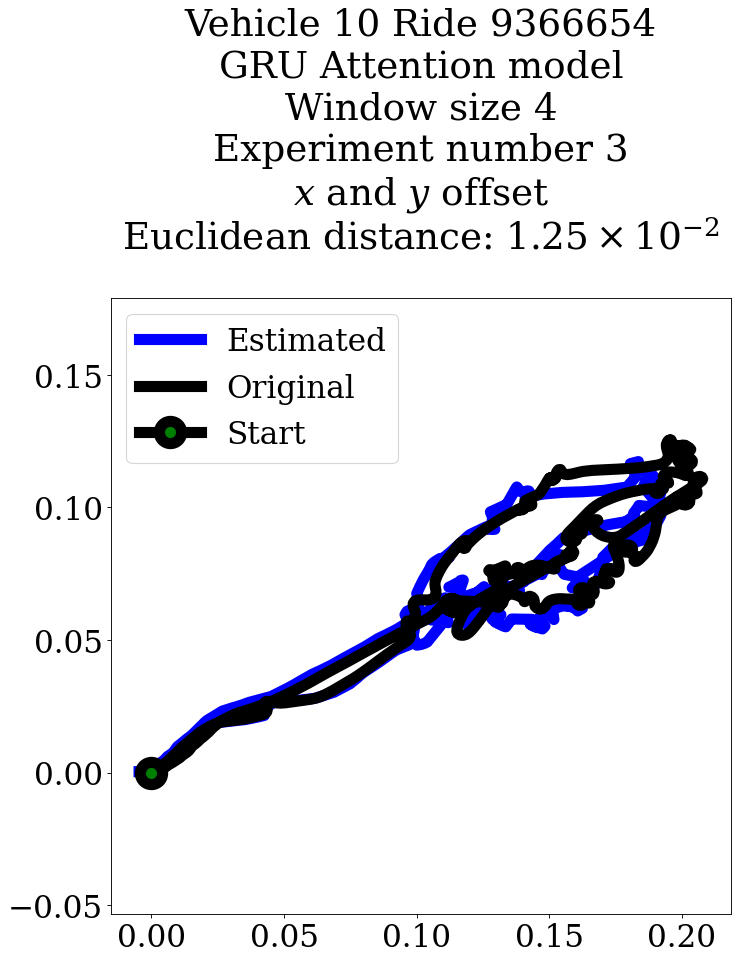 Vehicle 10 Ride 9366654
GRU Attention model
Window size 4
Experiment number 3
x and y offset
Euclidean distance: 1.25 × 10⁻²
Estimated
Original
Start
0.15
0.10
0.05
0.00
−0.05
0.00 0.05 0.10 0.15 0.20